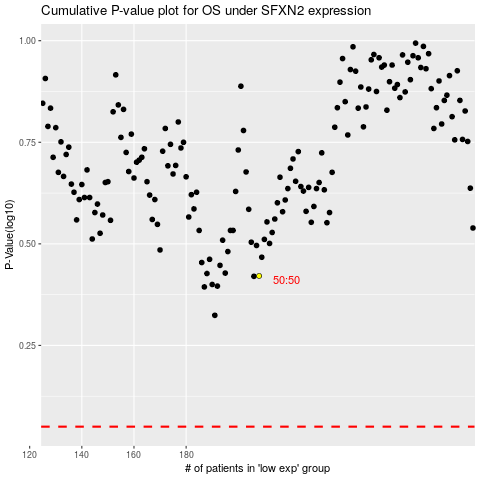 Cumulative P-value plot for OS under SFXN2 expression
P-Value(log10)
1.00
0.75
0.50
0.25
50:50
120 140 160 180
# of patients in 'low exp' group